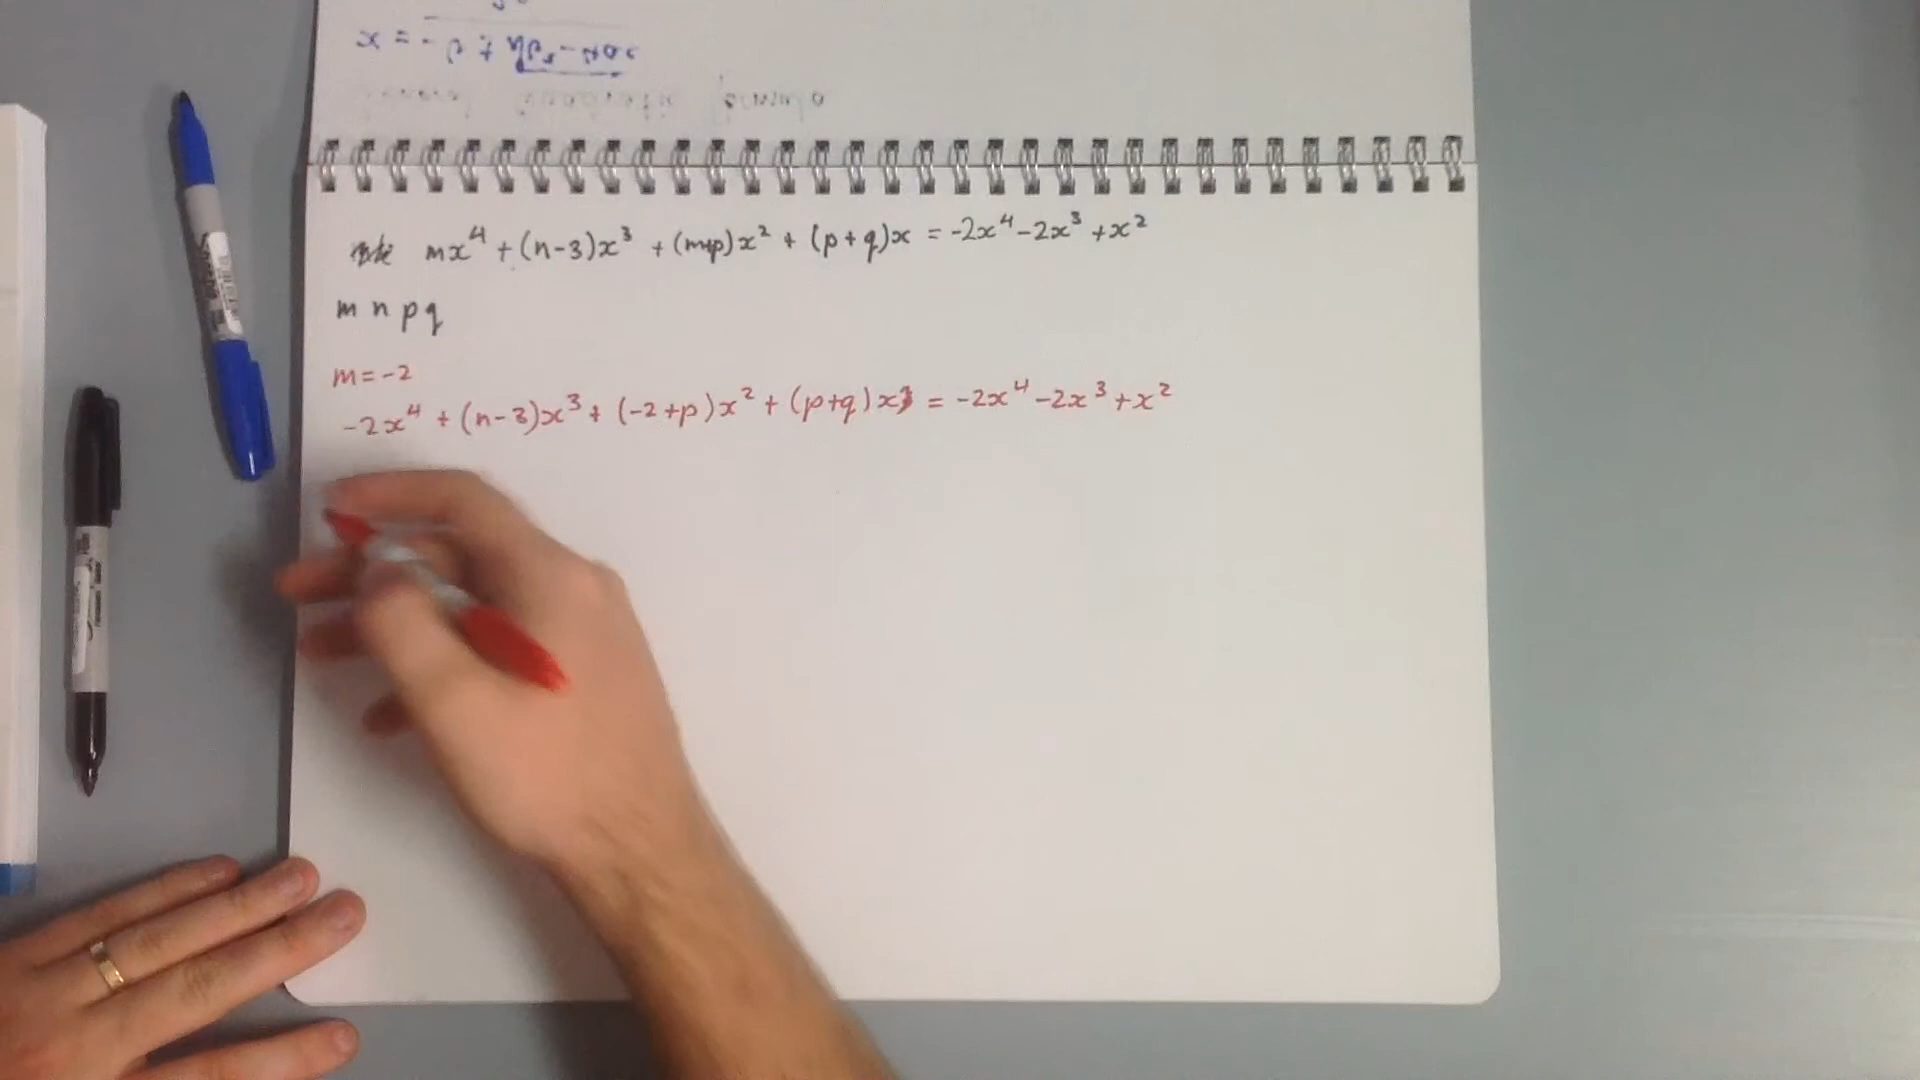 mx⁴ + (n-3)x³ + (m+p)x² + (p+q)x = -2x⁴ - 2x³ + x²
m n p q
m = -2
-2x⁴ + (n-3)x³ + (-2+p)x² + (p+q)x = -2x⁴ - 2x³ + x²